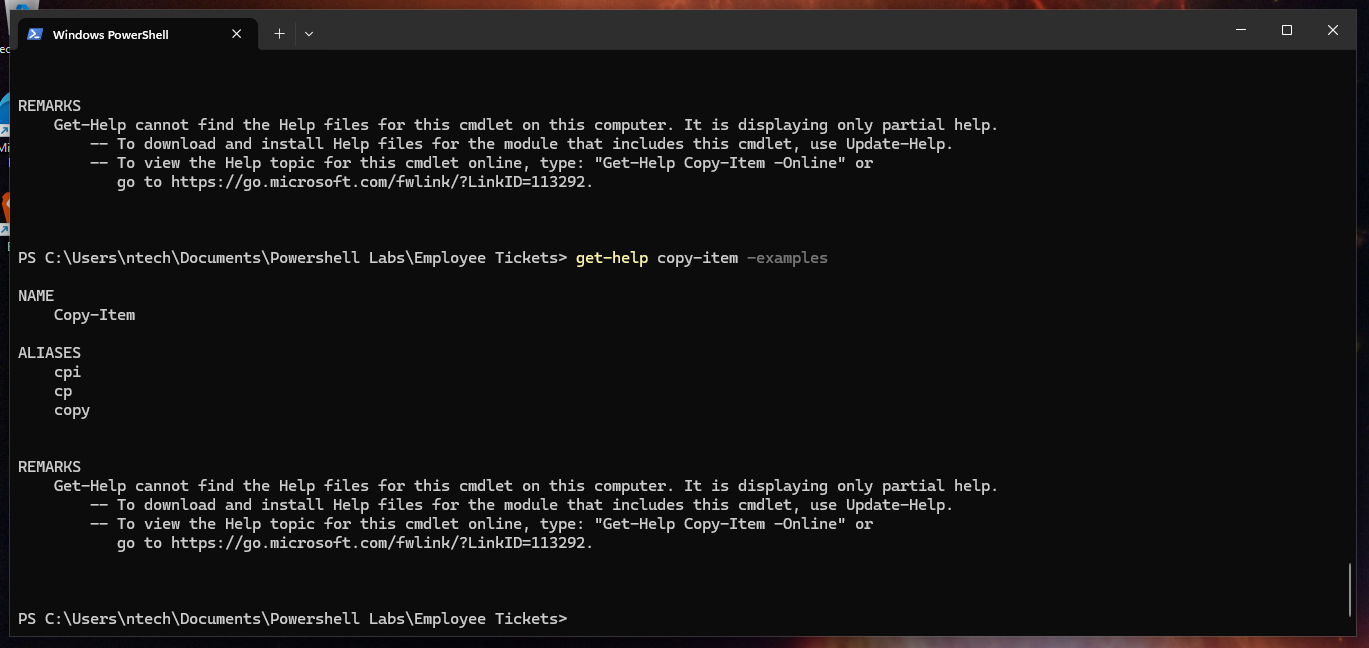 Windows PowerShell
REMARKS
Get-Help cannot find the Help files for this cmdlet on this computer. It is displaying only partial help.
-- To download and install Help files for the module that includes this cmdlet, use Update-Help.
-- To view the Help topic for this cmdlet online, type: "Get-Help Copy-Item -Online" or
go to https://go.microsoft.com/fwlink/?LinkID=113292.
PS C:\Users\ntech\Documents\Powershell Labs\Employee Tickets> get-help copy-item -examples
NAME
Copy-Item
ALIASES
cpi
cp
copy
REMARKS
Get-Help cannot find the Help files for this cmdlet on this computer. It is displaying only partial help.
-- To download and install Help files for the module that includes this cmdlet, use Update-Help.
-- To view the Help topic for this cmdlet online, type: "Get-Help Copy-Item -Online" or
go to https://go.microsoft.com/fwlink/?LinkID=113292.
PS C:\Users\ntech\Documents\Powershell Labs\Employee Tickets>